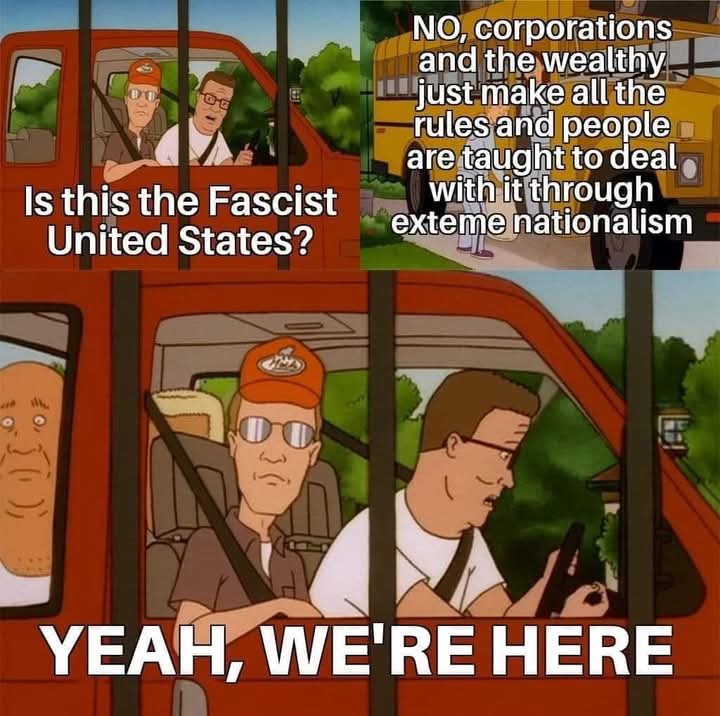 Is this the Fascist
United States?
NO, corporations
and the wealthy
just make all the
rules and people
are taught to deal
with it through
exteme nationalism
YEAH, WE'RE HERE